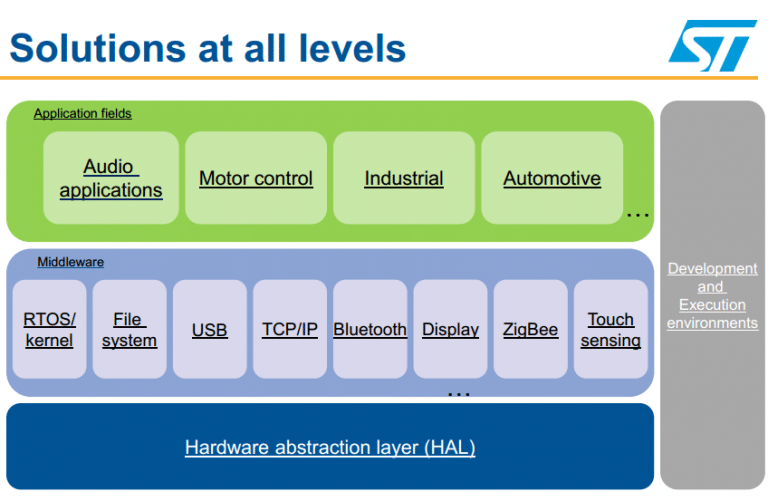 Solutions at all levels
ST
Application fields
Audio
applications
Motor control
Industrial
Automotive
...
Middleware
RTOS/
kernel
File
system
USB
TCP/IP
Bluetooth
Display
ZigBee
Touch
sensing
...
Hardware abstraction layer (HAL)
Development
and
Execution
environments